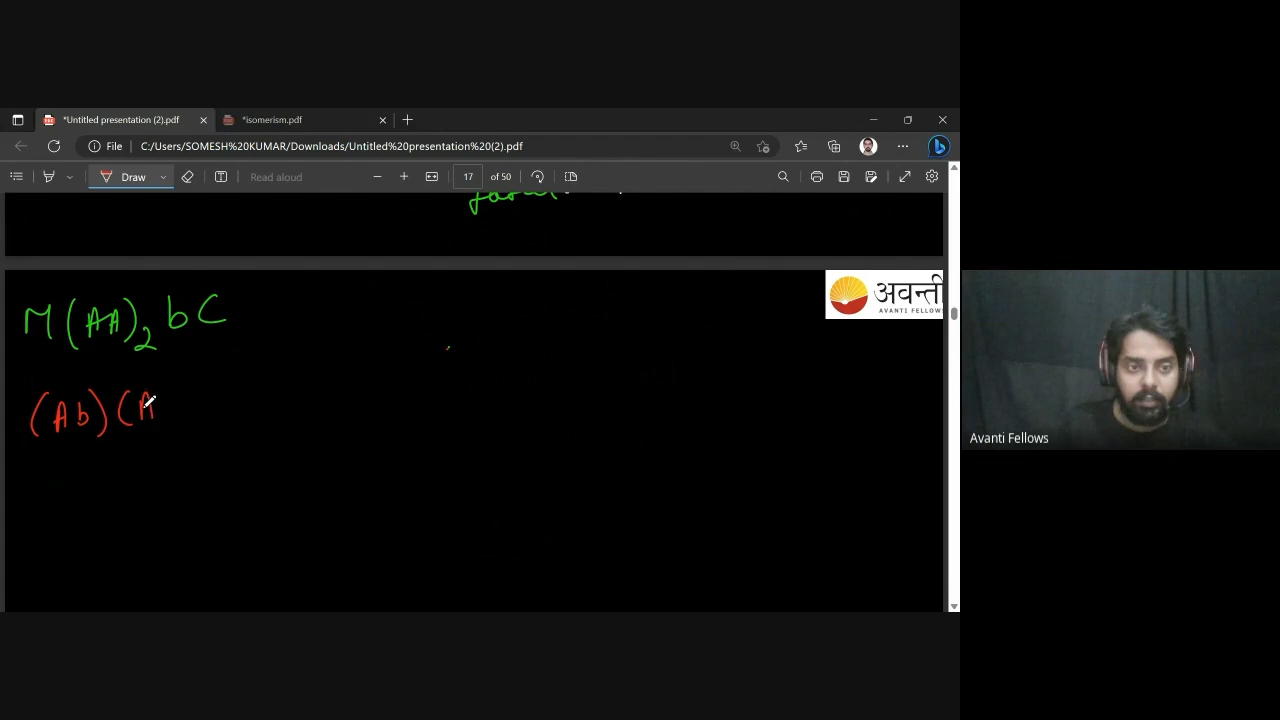 *Untitled presentation (2).pdf
*isomerism.pdf
File C:/Users/SOMESH%20KUMAR/Downloads/Untitled%20presentation%20(2).pdf
Draw Read aloud 17 of 50
M(AA)₂bC
अवन्ती
AVANTI FELLOWS
(Ab)(A
Avanti Fellows